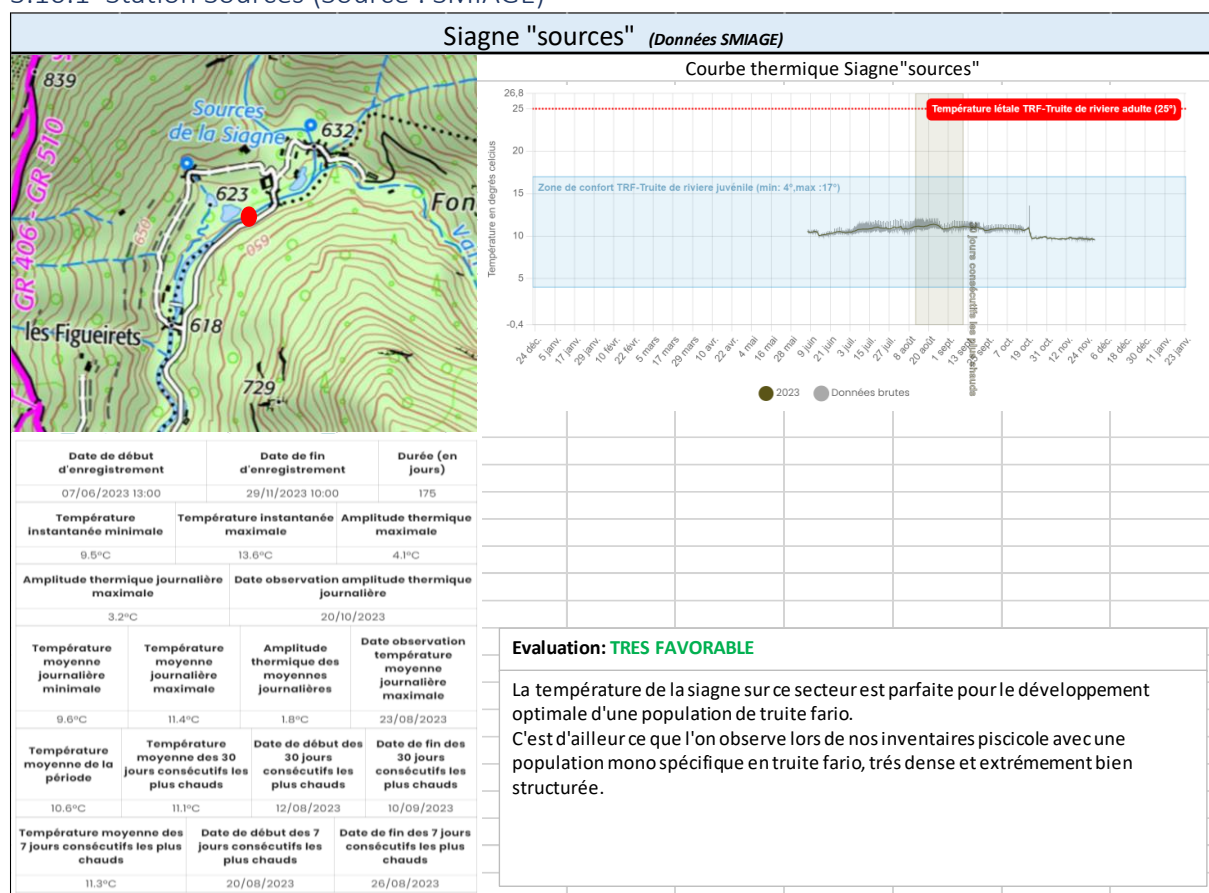 Siagne "sources" (Données SMIAGE)
839
Sources
de la Siagne
632
623
650
650
GR 406 - GR 510
Fon
les Figueirets
618
729
Courbe thermique Siagne"sources"
26,8
25
20
15
10
5
-0,4
Température en degrés celcius
Température létale TRF-Truite de riviere adulte (25°)
Zone de confort TRF-Truite de riviere juvénile (min: 4°,max :17°)
30 jours consécutifs les plus chauds
24 déc.
5 janv.
17 janv.
29 janv.
10 févr.
22 févr.
5 mars
17 mars
29 mars
10 avr.
22 avr.
4 mai
16 mai
28 mai
9 juin
21 juin
3 juil.
15 juil.
27 juil.
8 août
20 août
1 sept.
13 sept.
25 sept.
7 oct.
19 oct.
31 oct.
12 nov.
24 nov.
6 déc.
18 déc.
30 déc.
11 janv.
23 janv.
2023 Données brutes
Date de début d'enregistrement Date de fin d'enregistrement Durée (en jours)
07/06/2023 13:00 29/11/2023 10:00 175
Température instantanée minimale Température instantanée maximale Amplitude thermique maximale
9.5°C 13.6°C 4.1°C
Amplitude thermique journalière maximale Date observation amplitude thermique journalière
3.2°C 20/10/2023
Température moyenne journalière minimale Température moyenne journalière maximale Amplitude thermique des moyennes journalières Date observation température moyenne journalière maximale
9.6°C 11.4°C 1.8°C 23/08/2023
Température moyenne de la période Température moyenne des 30 jours consécutifs les plus chauds Date de début des 30 jours consécutifs les plus chauds Date de fin des 30 jours consécutifs les plus chauds
10.6°C 11.1°C 12/08/2023 10/09/2023
Température moyenne des 7 jours consécutifs les plus chauds Date de début des 7 jours consécutifs les plus chauds Date de fin des 7 jours consécutifs les plus chauds
11.3°C 20/08/2023 26/08/2023
Evaluation: TRES FAVORABLE
La température de la siagne sur ce secteur est parfaite pour le développement
optimale d'une population de truite fario.
C'est d'ailleur ce que l'on observe lors de nos inventaires piscicole avec une
population mono spécifique en truite fario, trés dense et extrémement bien
structurée.